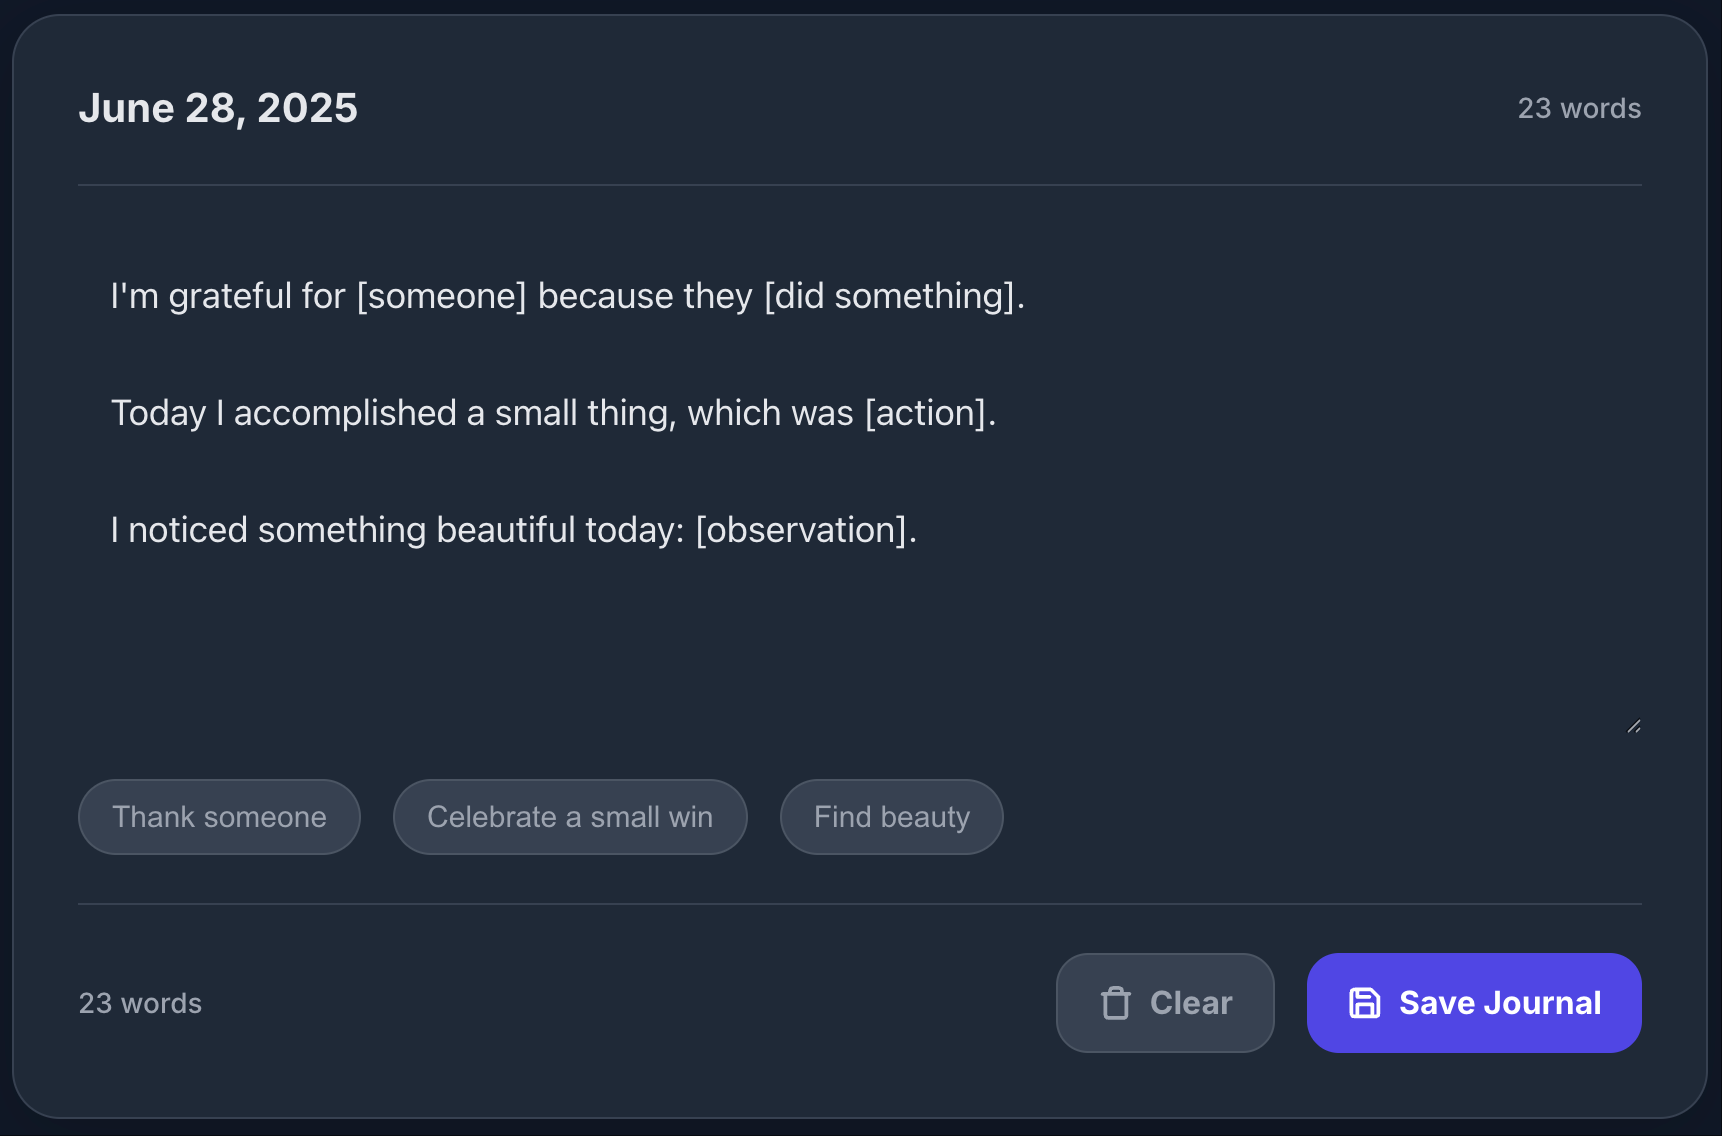 June 28, 2025
23 words
I'm grateful for [someone] because they [did something].
Today I accomplished a small thing, which was [action].
I noticed something beautiful today: [observation].
Thank someone
Celebrate a small win
Find beauty
23 words
Clear
Save Journal